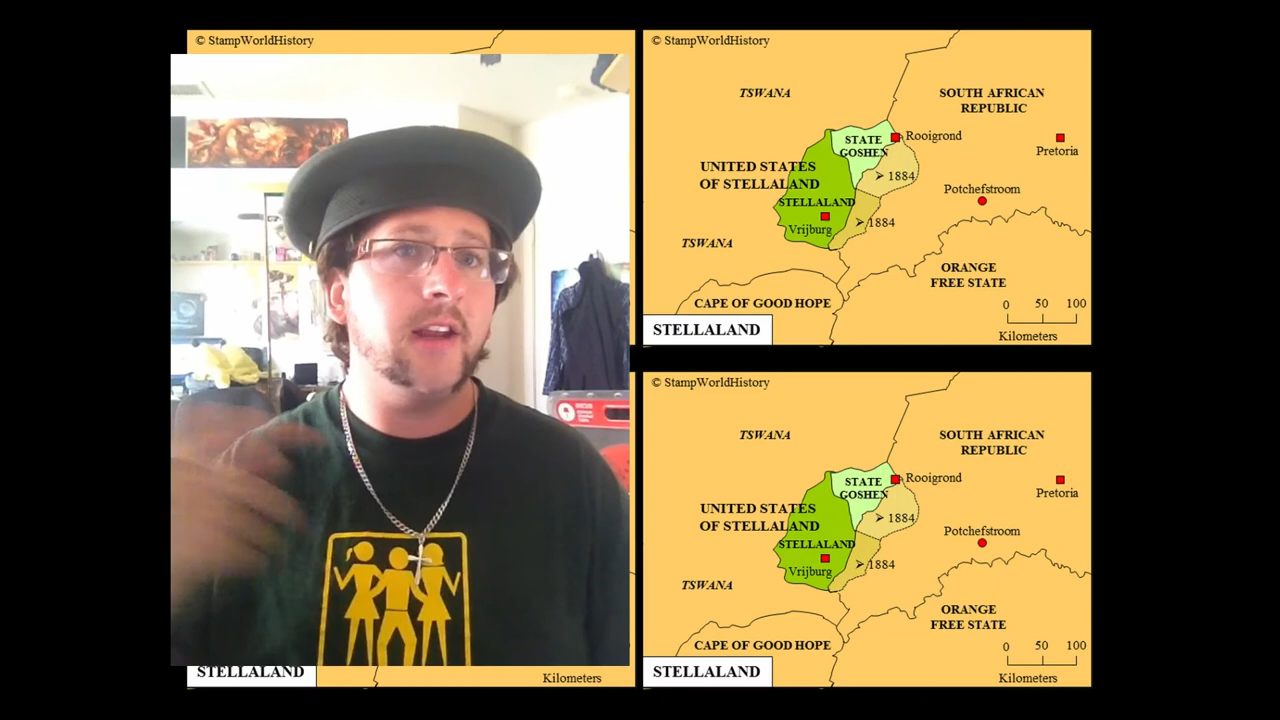 © StampWorldHistory
STELLALAND
Kilometers
© StampWorldHistory
TSWANA
SOUTH AFRICAN
REPUBLIC
STATE
GOSHEN
Rooigrond
Pretoria
UNITED STATES
OF STELLALAND
1884
Potchefstroom
STELLALAND
Vrijburg
1884
TSWANA
ORANGE
FREE STATE
CAPE OF GOOD HOPE
0 50 100
Kilometers
STELLALAND
© StampWorldHistory
TSWANA
SOUTH AFRICAN
REPUBLIC
STATE
GOSHEN
Rooigrond
Pretoria
UNITED STATES
OF STELLALAND
1884
Potchefstroom
STELLALAND
Vrijburg
1884
TSWANA
ORANGE
FREE STATE
CAPE OF GOOD HOPE
0 50 100
Kilometers
STELLALAND